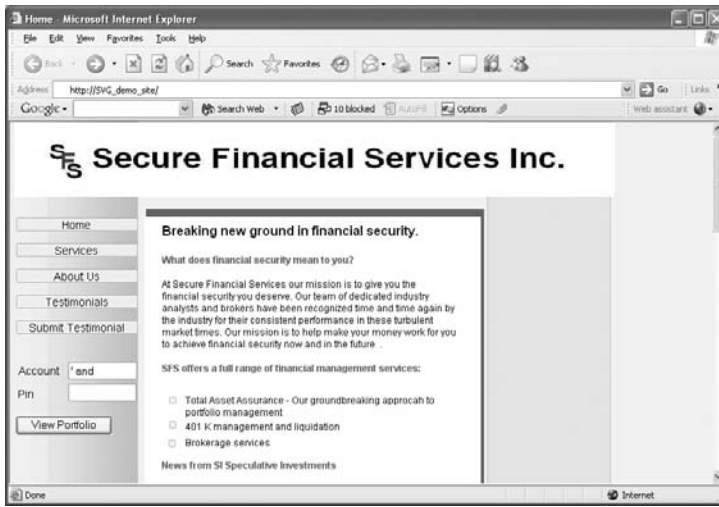 Home - Microsoft Internet Explorer
File Edit View Favorites Tools Help
Back Search Favorites
Address http://SVG_demo_site/ Go Links
Google Search Web 10 blocked AutoFill Options Web assistant
SFS Secure Financial Services Inc.
Home
Services
About Us
Testimonials
Submit Testimonial
Account ' and
Pin
View Portfolio
Breaking new ground in financial security.
What does financial security mean to you?
At Secure Financial Services our mission is to give you the
financial security you deserve. Our team of dedicated industry
analysts and brokers have been recognized time and time again by
the industry for their consistent performance in these turbulent
market times. Our mission is to help make your money work for you
to achieve financial security now and in the future .
SFS offers a full range of financial management services:
Total Asset Assurance - Our groundbreaking approcah to
portfolio management
401 K management and liquidation
Brokerage services
News from SI Speculative Investments
Done Internet